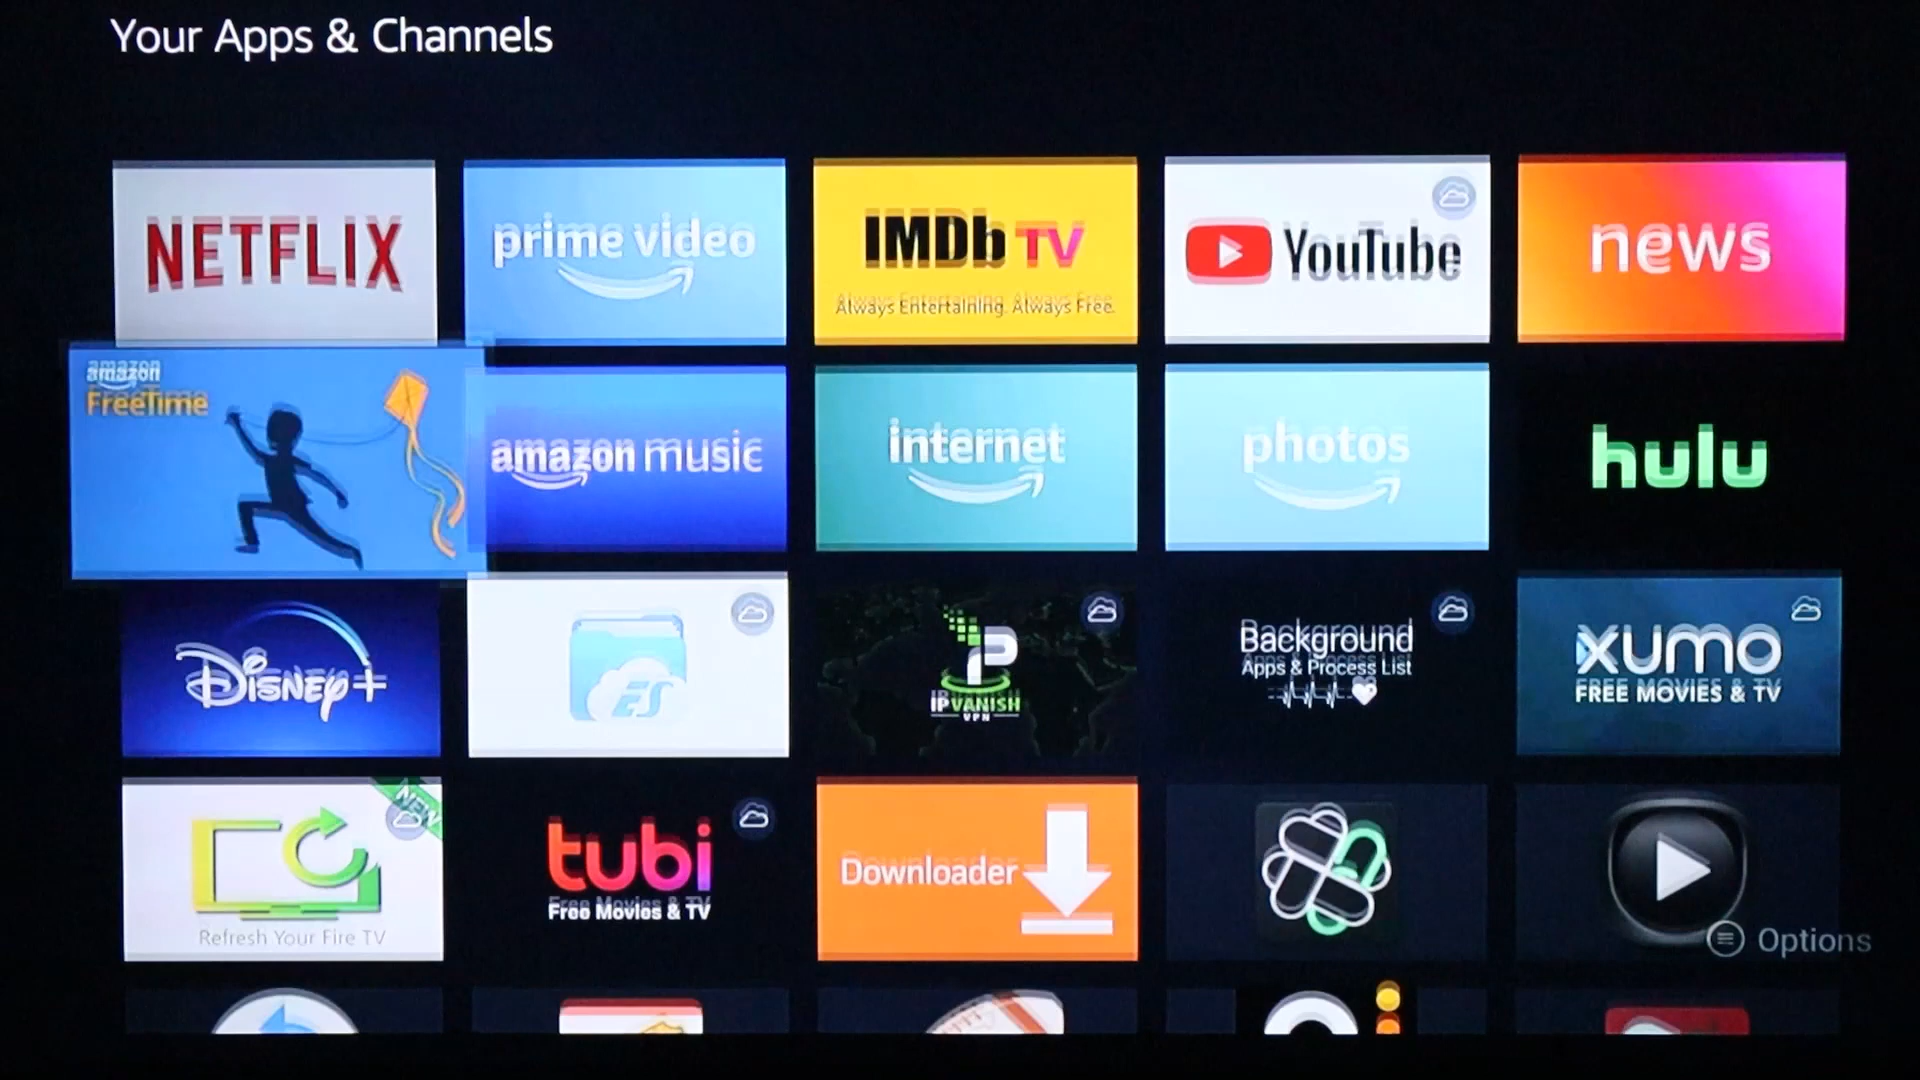 Your Apps & Channels
NETFLIX
prime video
IMDb TV
Always Entertaining. Always Free.
YouTube
news
amazon
FreeTime
amazon music
internet
photos
hulu
Disney+
ES
IPVANISH
VPN
Background
Apps & Process List
xumo
FREE MOVIES & TV
NEW
Refresh Your Fire TV
tubi
Free Movies & TV
Downloader
Options